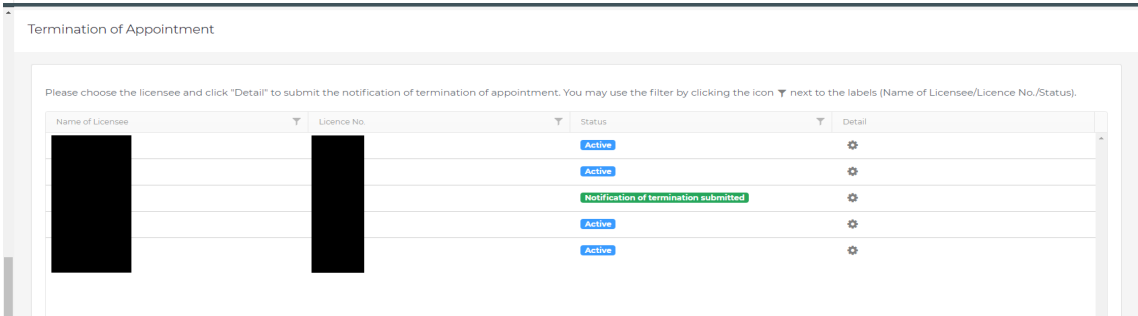 Termination of Appointment
Please choose the licensee and click "Detail" to submit the notification of termination of appointment. You may use the filter by clicking the icon next to the labels (Name of Licensee/Licence No./Status).
Name of Licensee Licence No. Status Detail
Active
Active
Notification of termination submitted
Active
Active